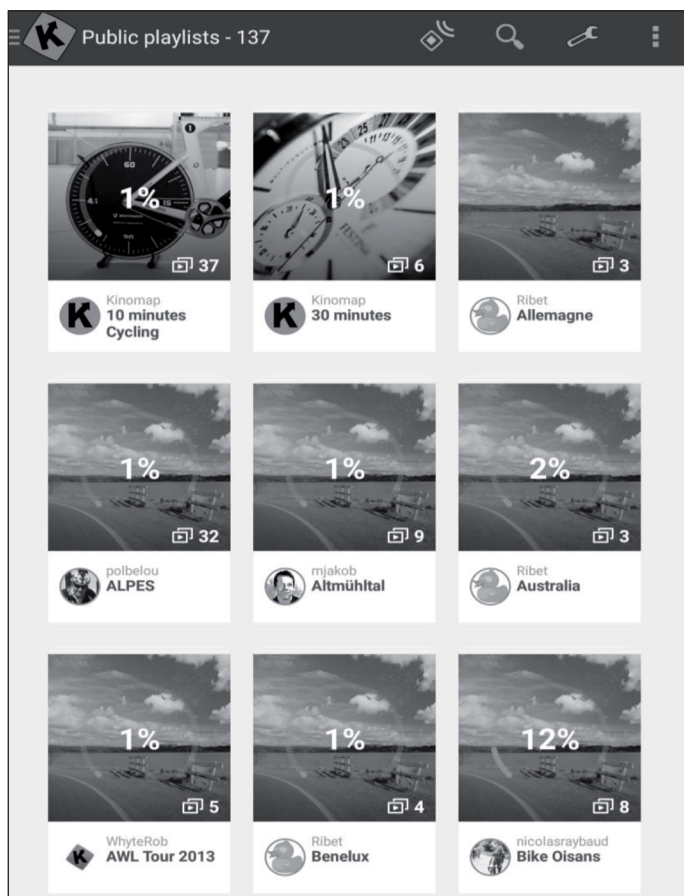 Public playlists - 137
1%
37
Kinomap
10 minutes
Cycling
1%
6
Kinomap
30 minutes
3
Ribet
Allemagne
1%
32
polbelou
ALPES
1%
9
mjakob
Altmühltal
2%
3
Ribet
Australia
1%
5
WhyteRob
AWL Tour 2013
1%
4
Ribet
Benelux
12%
8
nicolasraybaud
Bike Oisans